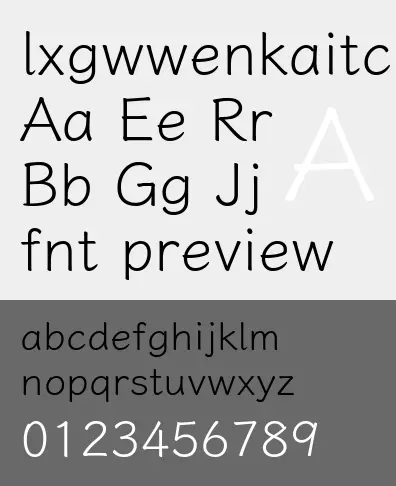 lxgwwenkaitc
Aa Ee Rr
Bb Gg Jj
A
fnt preview
abcdefghijklm
nopqrstuvwxyz
0123456789